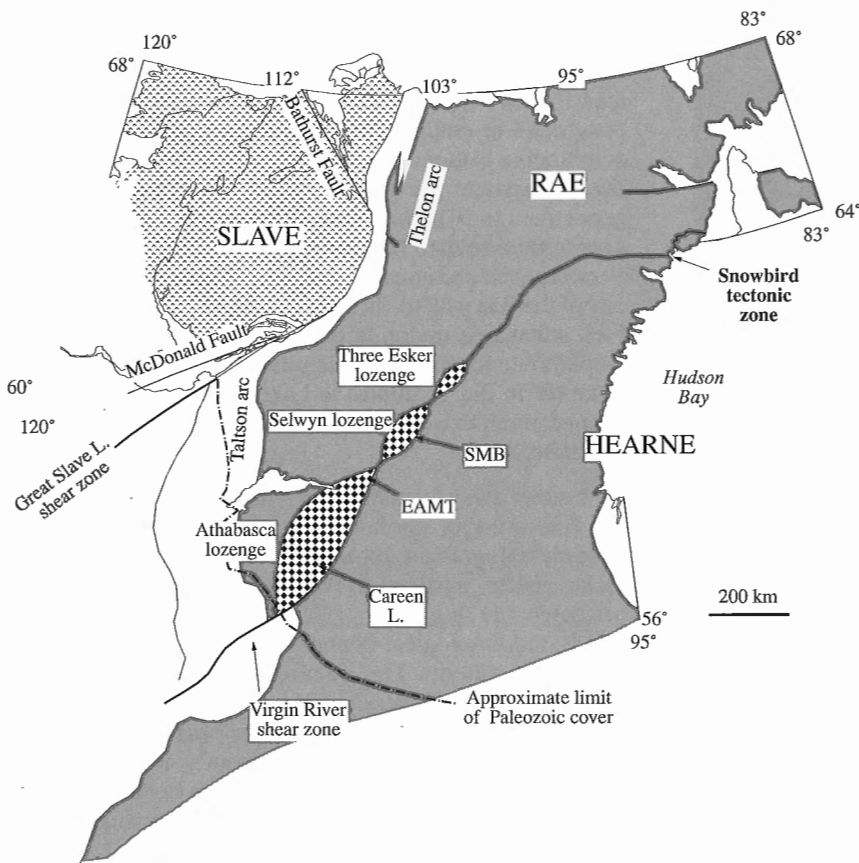 83°
120°
68°
68°
112°
103°
95°
Bathurst Fault
RAE
Thelon arc
64°
83°
SLAVE
Snowbird
tectonic
zone
McDonald Fault
Three Esker
lozenge
60°
Hudson
Bay
120°
Taltson arc
Selwyn lozenge
HEARNE
SMB
Great Slave L.
shear zone
EAMT
Athabasca
lozenge
Careen
L.
200 km
56°
95°
Virgin River
shear zone
Approximate limit
of Paleozoic cover